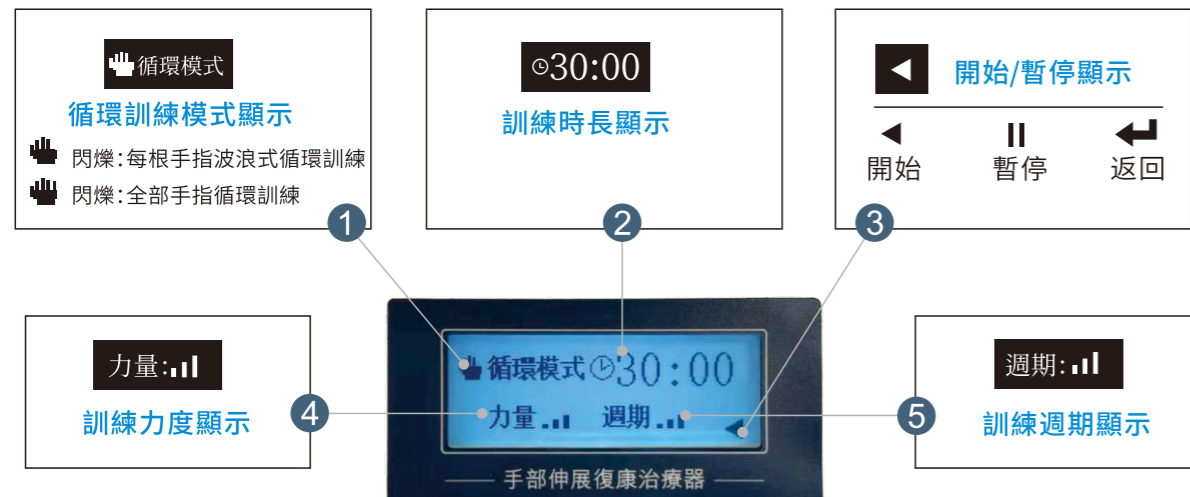 循環模式
循環訓練模式顯示
閃爍:每根手指波浪式循環訓練
閃爍:全部手指循環訓練
1
30:00
訓練時長顯示
2
開始/暫停顯示
開始 暫停 返回
3
力量:
訓練力度顯示
4
循環模式 30:00
力量 週期
手部伸展復康治療器
週期:
訓練週期顯示
5